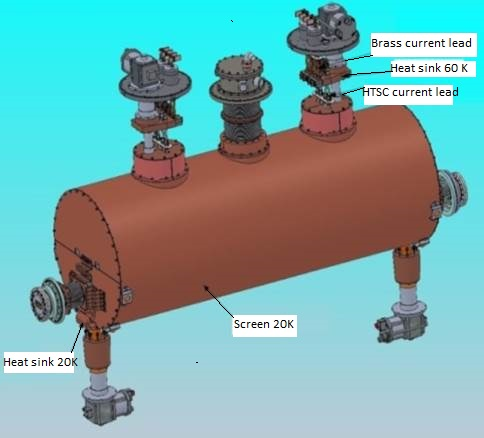 Brass current lead
Heat sink 60 K
HTSC current lead
Screen 20K
Heat sink 20K